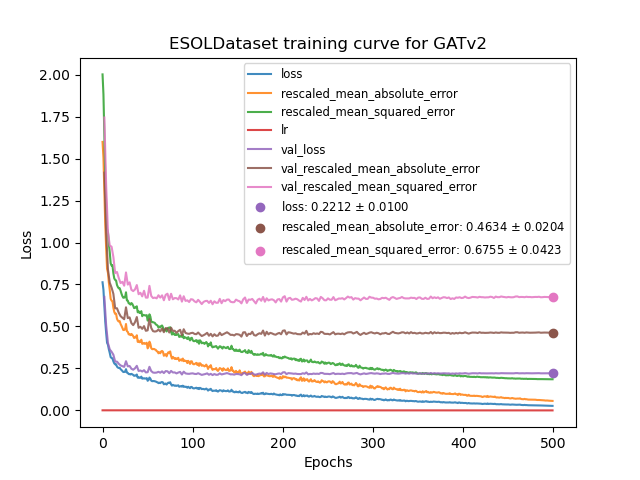 ESOLDataset training curve for GATv2
2.00
1.75
1.50
1.25
1.00
0.75
0.50
0.25
0.00
Loss
loss
rescaled_mean_absolute_error
rescaled_mean_squared_error
lr
val_loss
val_rescaled_mean_absolute_error
val_rescaled_mean_squared_error
loss: 0.2212 ± 0.0100
rescaled_mean_absolute_error: 0.4634 ± 0.0204
rescaled_mean_squared_error: 0.6755 ± 0.0423
0 100 200 300 400 500
Epochs